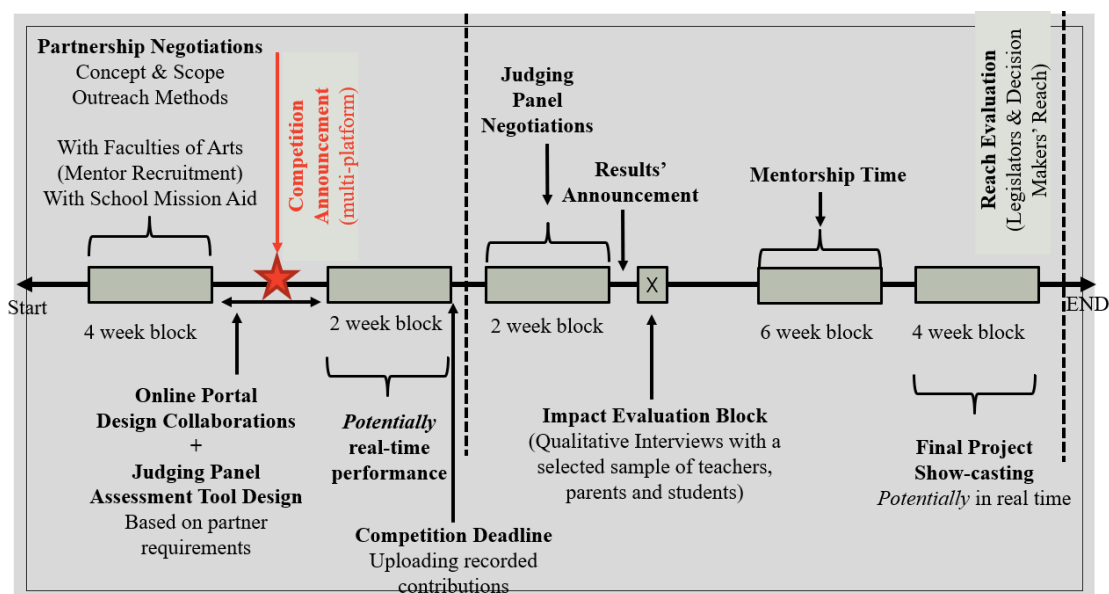 Partnership Negotiations
Concept & Scope
Outreach Methods
With Faculties of Arts
(Mentor Recruitment)
With School Mission Aid
Competition
Announcement
(multi-platform)
Judging
Panel
Negotiations
Results’
Announcement
Mentorship Time
Reach Evaluation
(Legislators & Decision
Makers’ Reach)
Start
4 week block
2 week block
2 week block
X
6 week block
4 week block
END
Online Portal
Design Collaborations
+
Judging Panel
Assessment Tool Design
Based on partner
requirements
Potentially
real-time
performance
Competition Deadline
Uploading recorded
contributions
Impact Evaluation Block
(Qualitative Interviews with a
selected sample of teachers,
parents and students)
Final Project
Show-casting
Potentially in real time